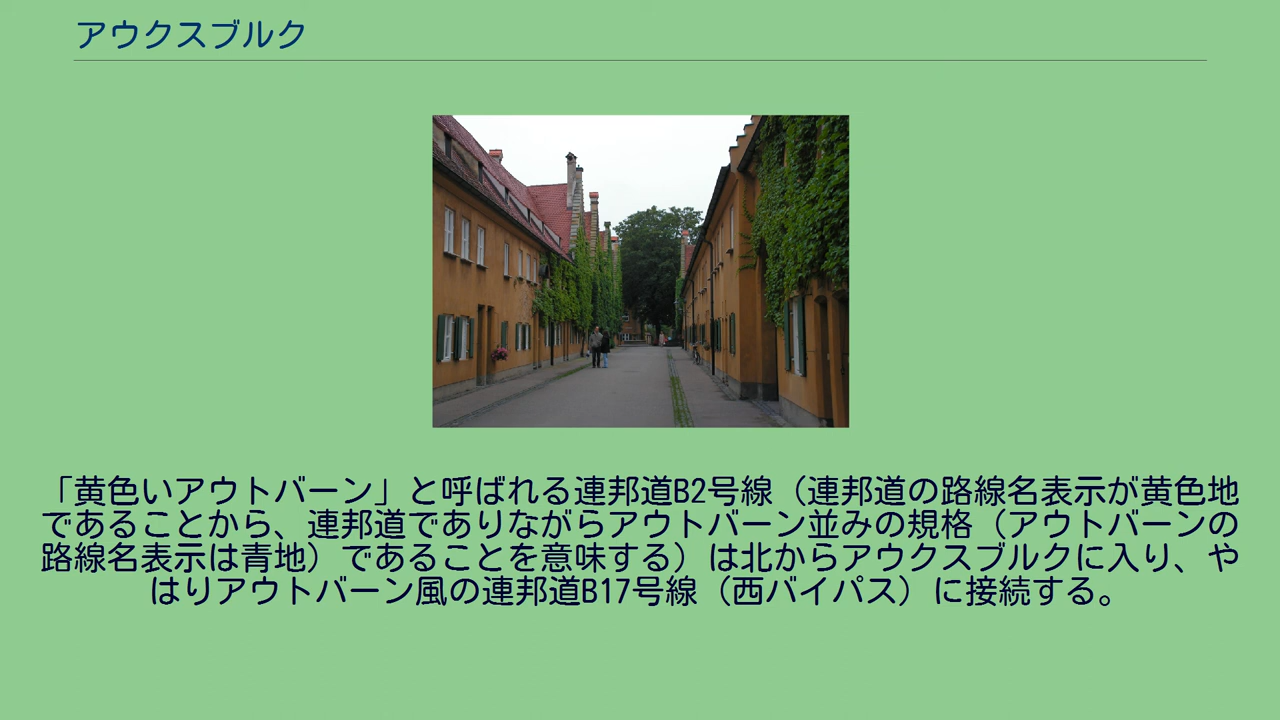 アウクスブルク
「黄色いアウトバーン」と呼ばれる連邦道B2号線（連邦道の路線名表示が黄色地
であることから、連邦道でありながらアウトバーン並みの規格（アウトバーンの
路線名表示は青地）であることを意味する）は北からアウクスブルクに入り、や
はりアウトバーン風の連邦道B17号線（西バイパス）に接続する。